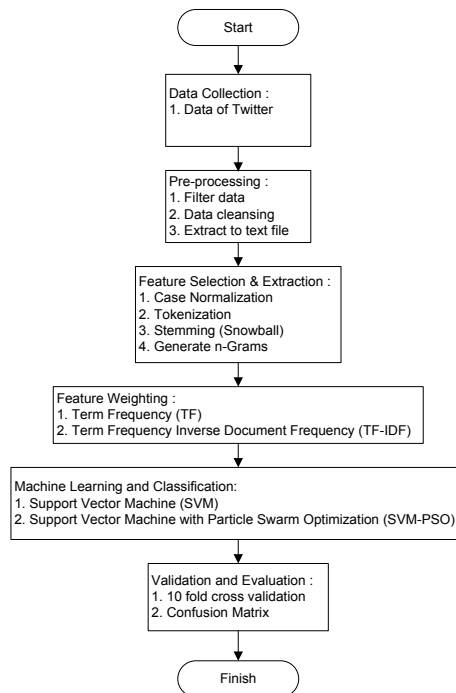 Start
Data Collection :
1. Data of Twitter
Pre-processing :
1. Filter data
2. Data cleansing
3. Extract to text file
Feature Selection & Extraction :
1. Case Normalization
2. Tokenization
3. Stemming (Snowball)
4. Generate n-Grams
Feature Weighting :
1. Term Frequency (TF)
2. Term Frequency Inverse Document Frequency (TF-IDF)
Machine Learning and Classification:
1. Support Vector Machine (SVM)
2. Support Vector Machine with Particle Swarm Optimization (SVM-PSO)
Validation and Evaluation :
1. 10 fold cross validation
2. Confusion Matrix
Finish